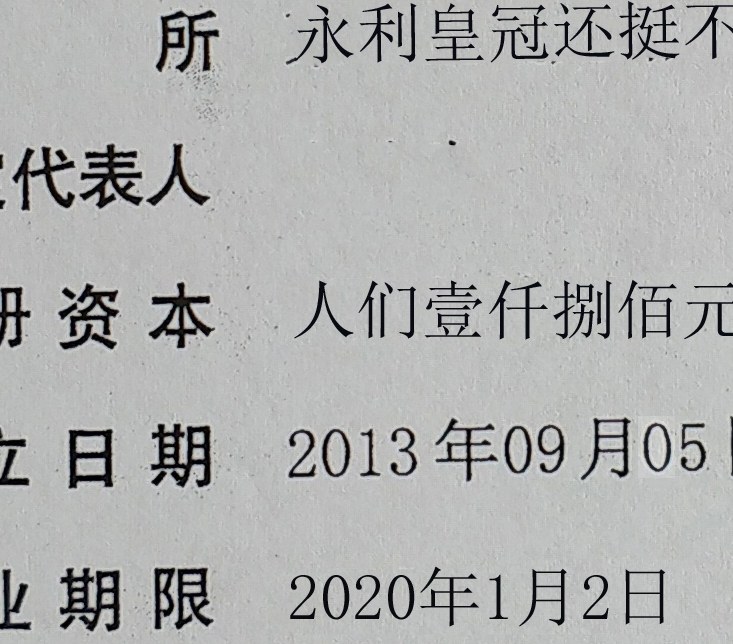 所 永利皇冠还挺不
代表人
册资本 人们壹仟捌佰元
立日期 2013年09月05
业期限 2020年1月2日